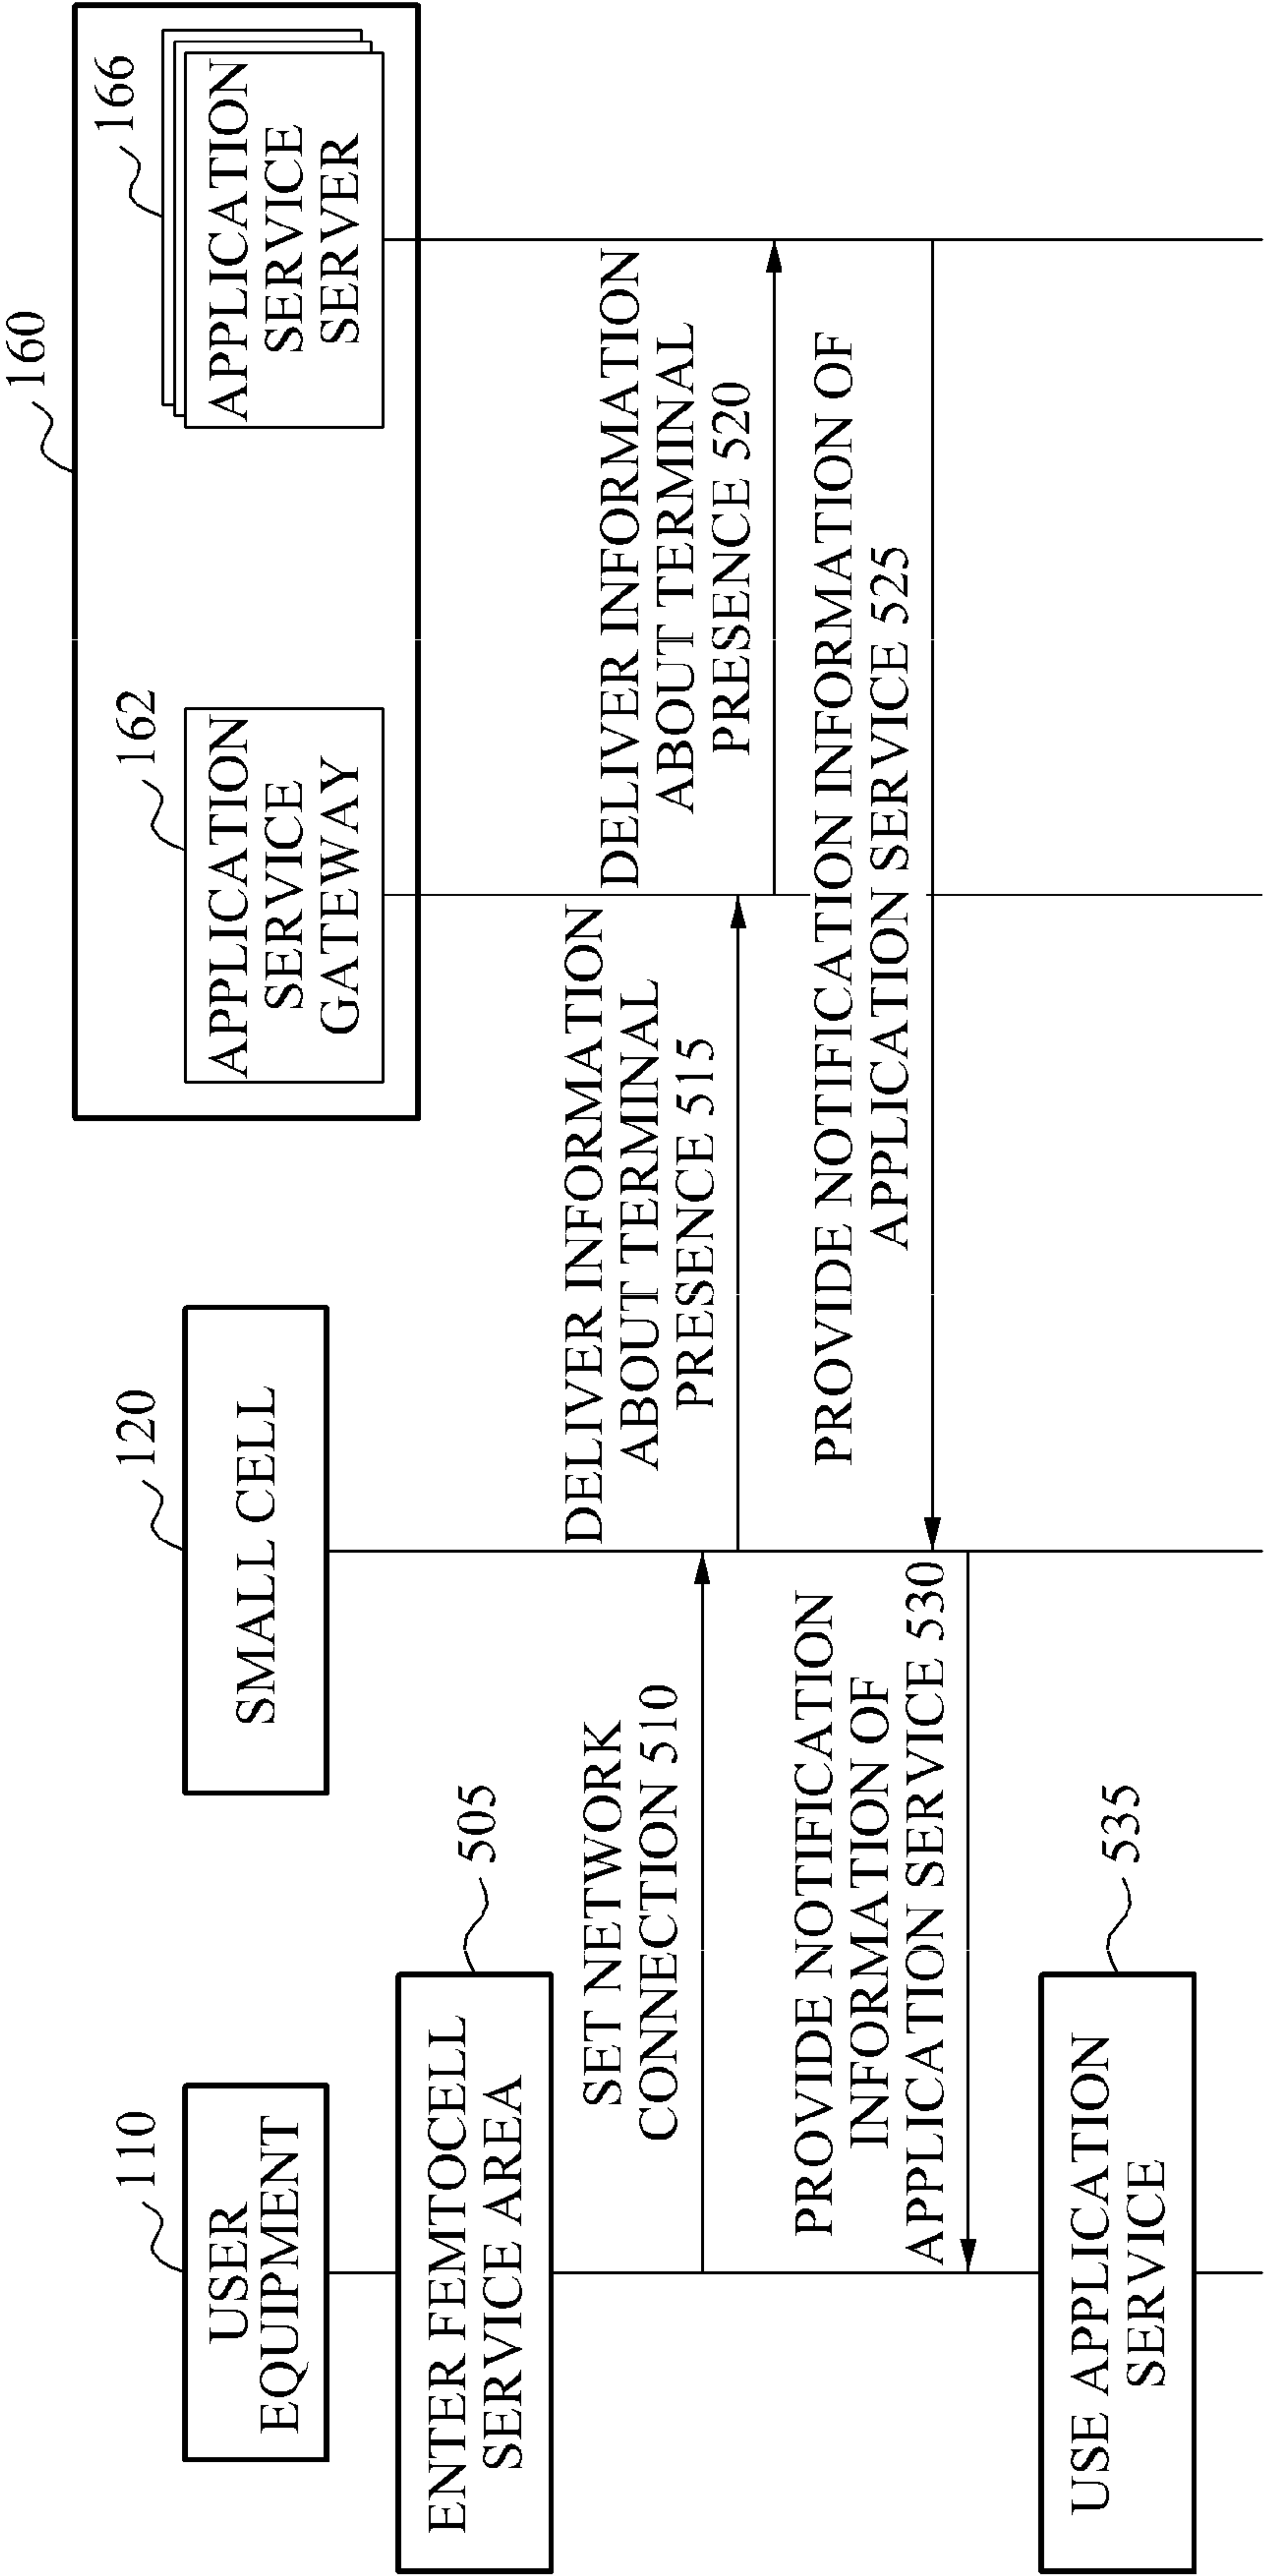 160
110
120
162
166
USER
EQUIPMENT
SMALL CELL
APPLICATION
SERVICE
GATEWAY
APPLICATION
SERVICE
SERVER
ENTER FEMTOCELL
SERVICE AREA
505
SET NETWORK
CONNECTION 510
DELIVER INFORMATION
ABOUT TERMINAL
PRESENCE 515
DELIVER INFORMATION
ABOUT TERMINAL
PRESENCE 520
PROVIDE NOTIFICATION INFORMATION OF
APPLICATION SERVICE 525
PROVIDE NOTIFICATION
INFORMATION OF
APPLICATION SERVICE 530
USE APPLICATION
SERVICE
535